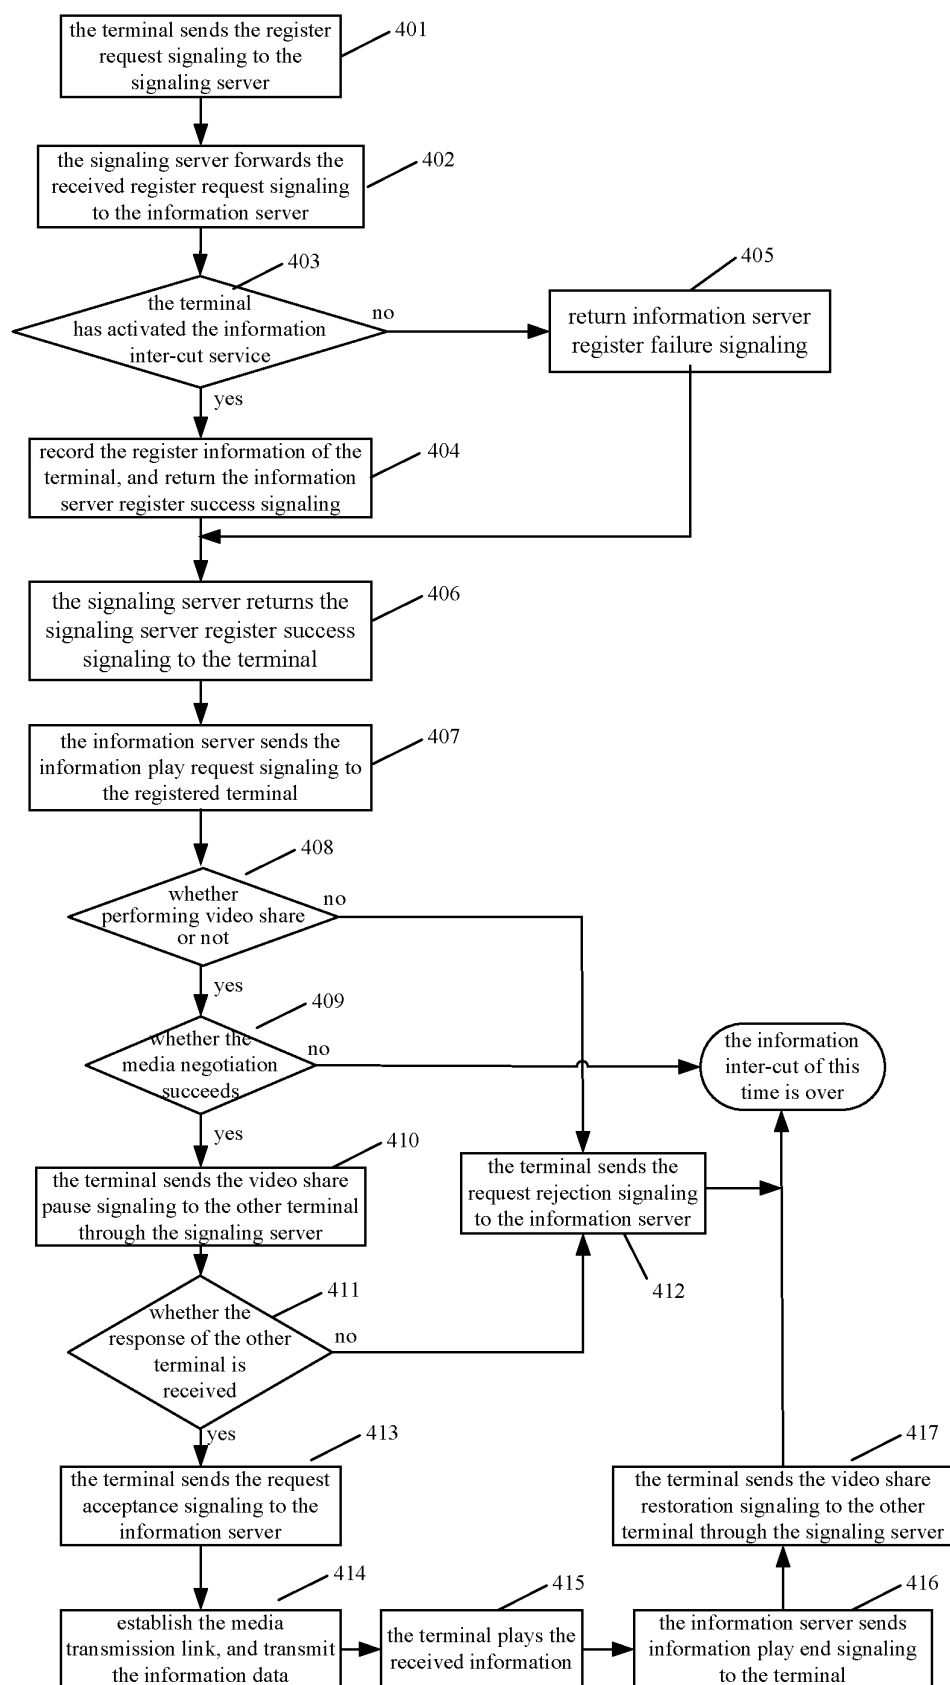 the terminal sends the register
request signaling to the
signaling server
401
the signaling server forwards the
received register request signaling
to the information server
402
403
the terminal
has activated the information
inter-cut service
no
yes
405
return information server
register failure signaling
record the register information of the
terminal, and return the information
server register success signaling
404
the signaling server returns the
signaling server register success
signaling to the terminal
406
the information server sends the
information play request signaling to
the registered terminal
407
408
whether
performing video share
or not
no
yes
409
whether the
media negotiation
succeeds
no
yes
the information
inter-cut of this
time is over
410
the terminal sends the video share
pause signaling to the other terminal
through the signaling server
the terminal sends the
request rejection signaling
to the information server
412
411
whether the
response of the other
terminal is
received
no
yes
413
the terminal sends the request
acceptance signaling to the
information server
417
the terminal sends the video share
restoration signaling to the other
terminal through the signaling server
414
establish the media
transmission link, and transmit
the information data
415
the terminal plays the
received information
416
the information server sends
information play end signaling
to the terminal